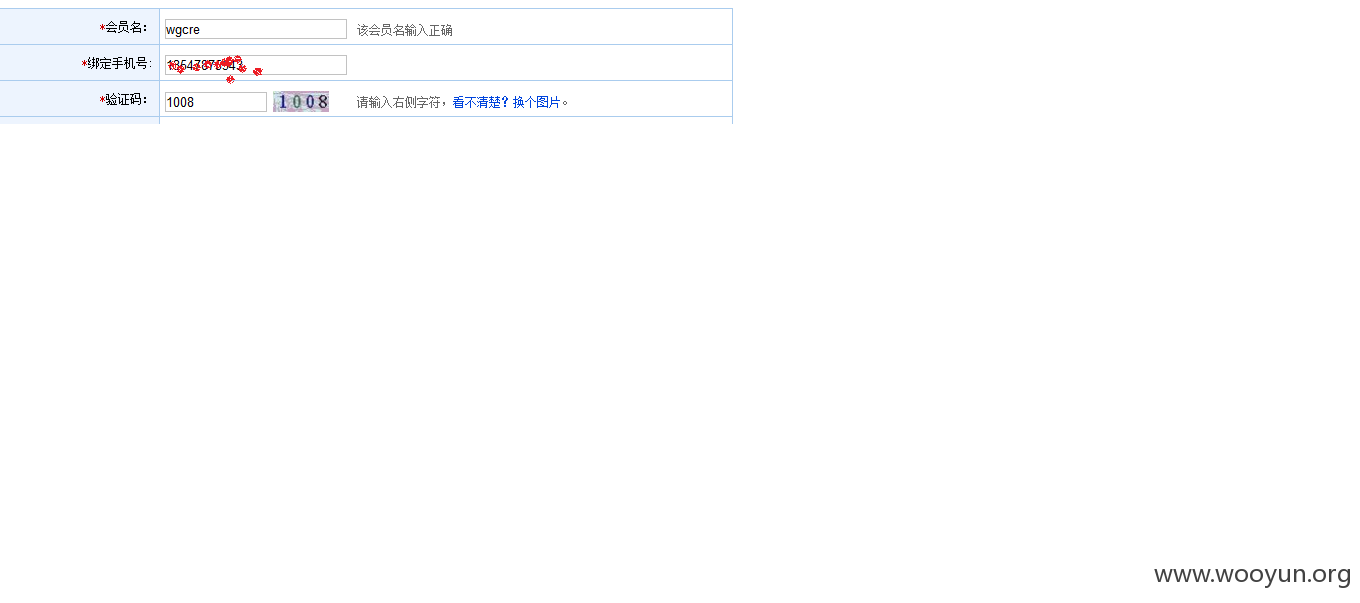 *会员名： wgcre 该会员名输入正确
*绑定手机号：
*验证码： 1008 1008 请输入右侧字符，看不清楚？换个图片。
www.wooyun.org